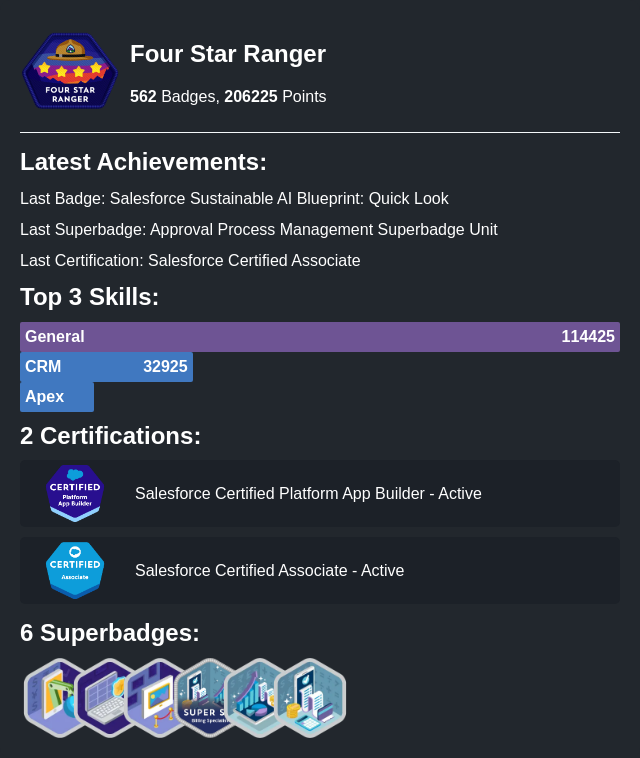 FOUR STAR
RANGER
Four Star Ranger
562 Badges, 206225 Points
Latest Achievements:
Last Badge: Salesforce Sustainable AI Blueprint: Quick Look
Last Superbadge: Approval Process Management Superbadge Unit
Last Certification: Salesforce Certified Associate
Top 3 Skills:
General 114425
CRM 32925
Apex
2 Certifications:
CERTIFIED
Platform
App Builder
Salesforce Certified Platform App Builder - Active
CERTIFIED
Associate
Salesforce Certified Associate - Active
6 Superbadges:
SUPER